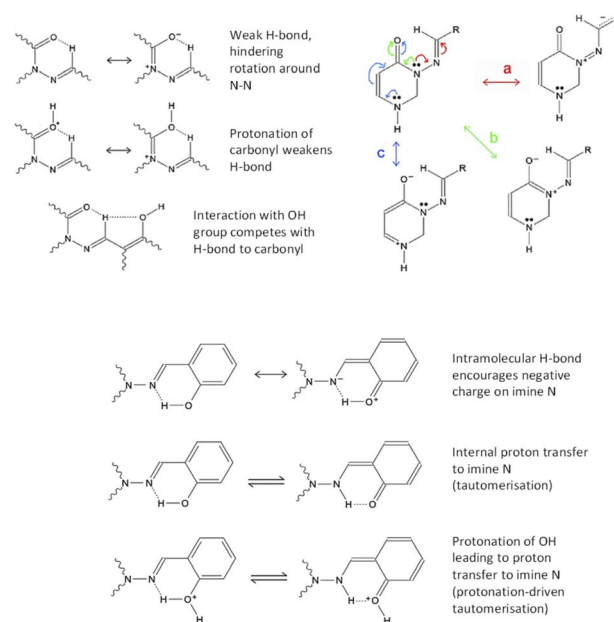 Weak H-bond,
hindering
rotation around
N-N
Protonation of
carbonyl weakens
H-bond
Interaction with OH
group competes with
H-bond to carbonyl
a
b
c
Intramolecular H-bond
encourages negative
charge on imine N
Internal proton transfer
to imine N
(tautomerisation)
Protonation of OH
leading to proton
transfer to imine N
(protonation-driven
tautomerisation)